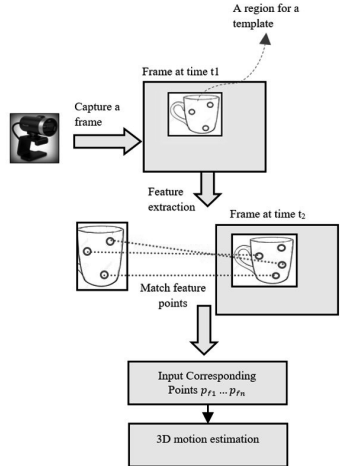 A region for a
template
Frame at time t1
Capture a
frame
Feature
extraction
Frame at time t₂
Match feature
points
Input Corresponding
Points 𝑝𝑓1 … 𝑝𝑓𝑛
3D motion estimation